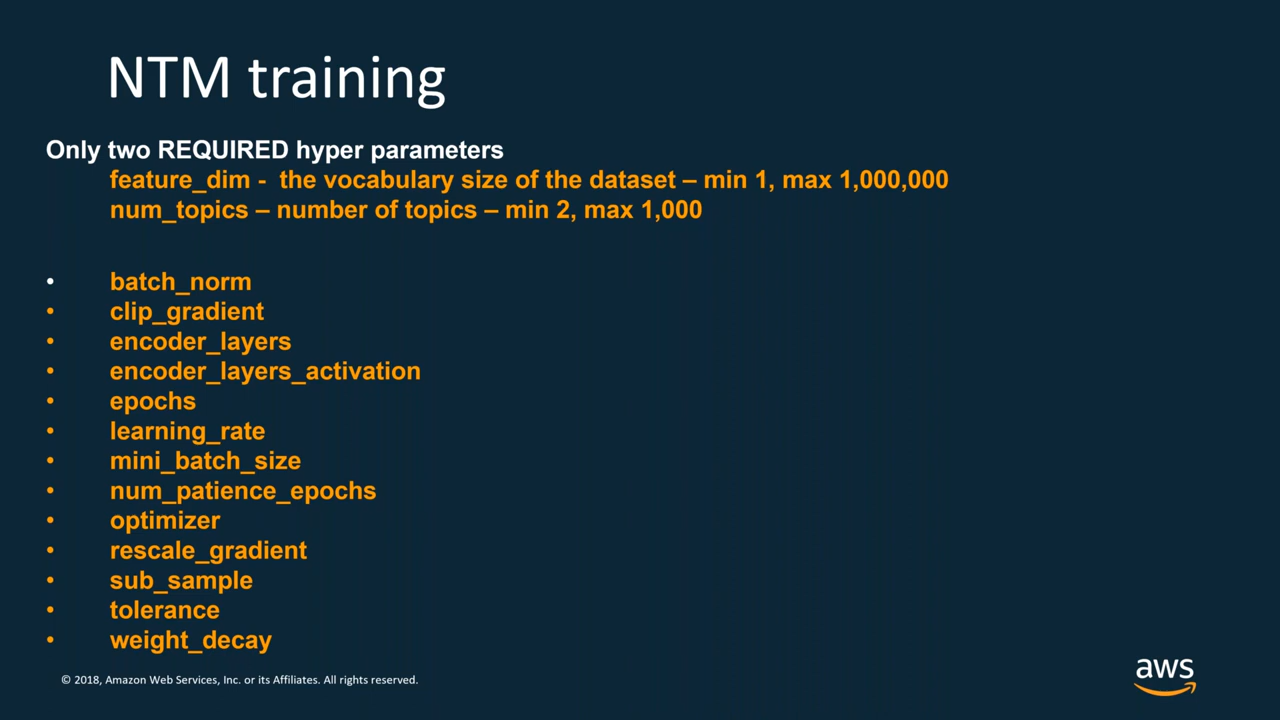 NTM training
Only two REQUIRED hyper parameters
feature_dim - the vocabulary size of the dataset – min 1, max 1,000,000
num_topics – number of topics – min 2, max 1,000
• batch_norm
• clip_gradient
• encoder_layers
• encoder_layers_activation
• epochs
• learning_rate
• mini_batch_size
• num_patience_epochs
• optimizer
• rescale_gradient
• sub_sample
• tolerance
• weight_decay
© 2018, Amazon Web Services, Inc. or its Affiliates. All rights reserved.
aws